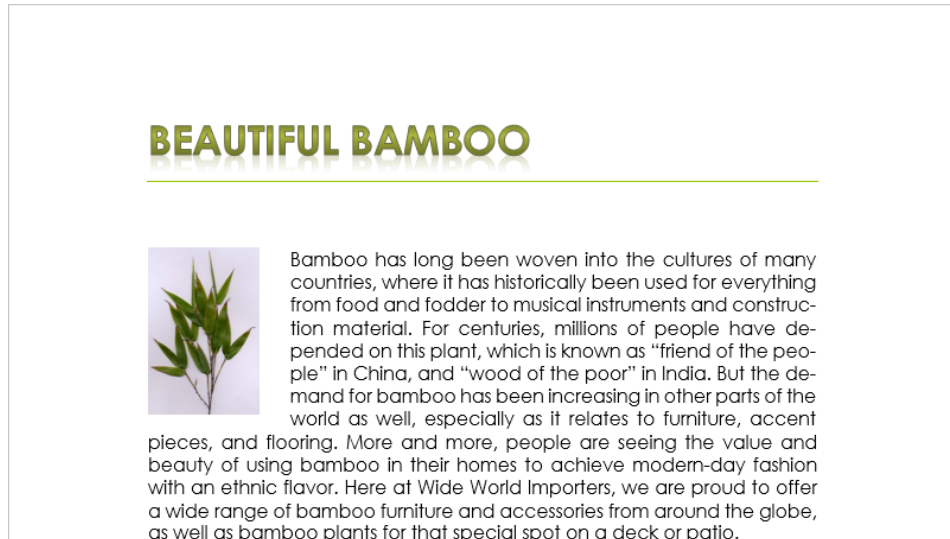 BEAUTIFUL BAMBOO
Bamboo has long been woven into the cultures of many
countries, where it has historically been used for everything
from food and fodder to musical instruments and construc-
tion material. For centuries, millions of people have de-
pended on this plant, which is known as “friend of the peo-
ple” in China, and “wood of the poor” in India. But the de-
mand for bamboo has been increasing in other parts of the
world as well, especially as it relates to furniture, accent
pieces, and flooring. More and more, people are seeing the value and
beauty of using bamboo in their homes to achieve modern-day fashion
with an ethnic flavor. Here at Wide World Importers, we are proud to offer
a wide range of bamboo furniture and accessories from around the globe,
as well as bamboo plants for that special spot on a deck or patio.